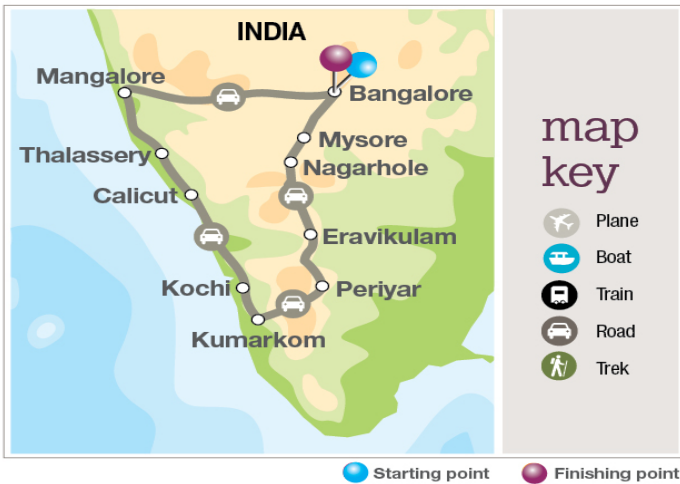 INDIA
Mangalore
Bangalore
Mysore
Thalassery
Nagarhole
Calicut
Eravikulam
Kochi
Periyar
Kumarkom
map
key
Plane
Boat
Train
Road
Trek
Starting point
Finishing point